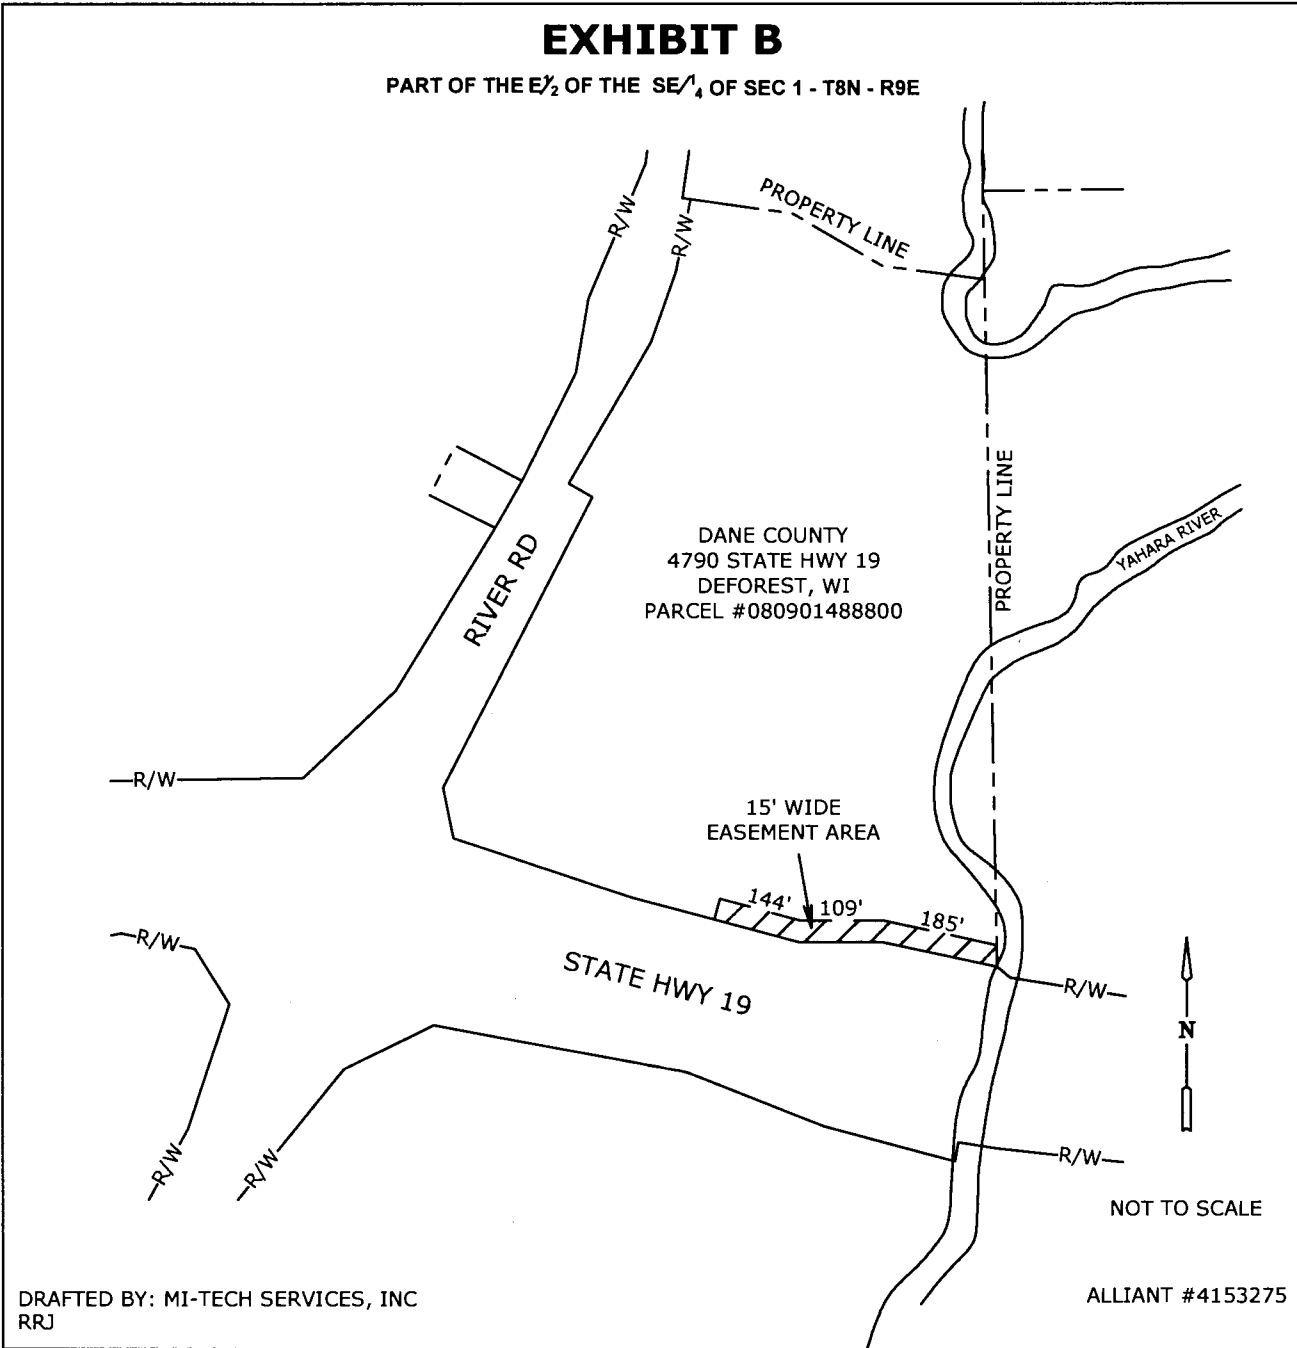 EXHIBIT B
PART OF THE E½ OF THE SE¼ OF SEC 1 - T8N - R9E
R/W
R/W
PROPERTY LINE
PROPERTY LINE
YAHARA RIVER
DANE COUNTY
4790 STATE HWY 19
DEFOREST, WI
PARCEL #080901488800
RIVER RD
R/W
15' WIDE
EASEMENT AREA
144'
109'
185'
R/W
STATE HWY 19
R/W
N
R/W
R/W
R/W
NOT TO SCALE
DRAFTED BY: MI-TECH SERVICES, INC
RRJ
ALLIANT #4153275